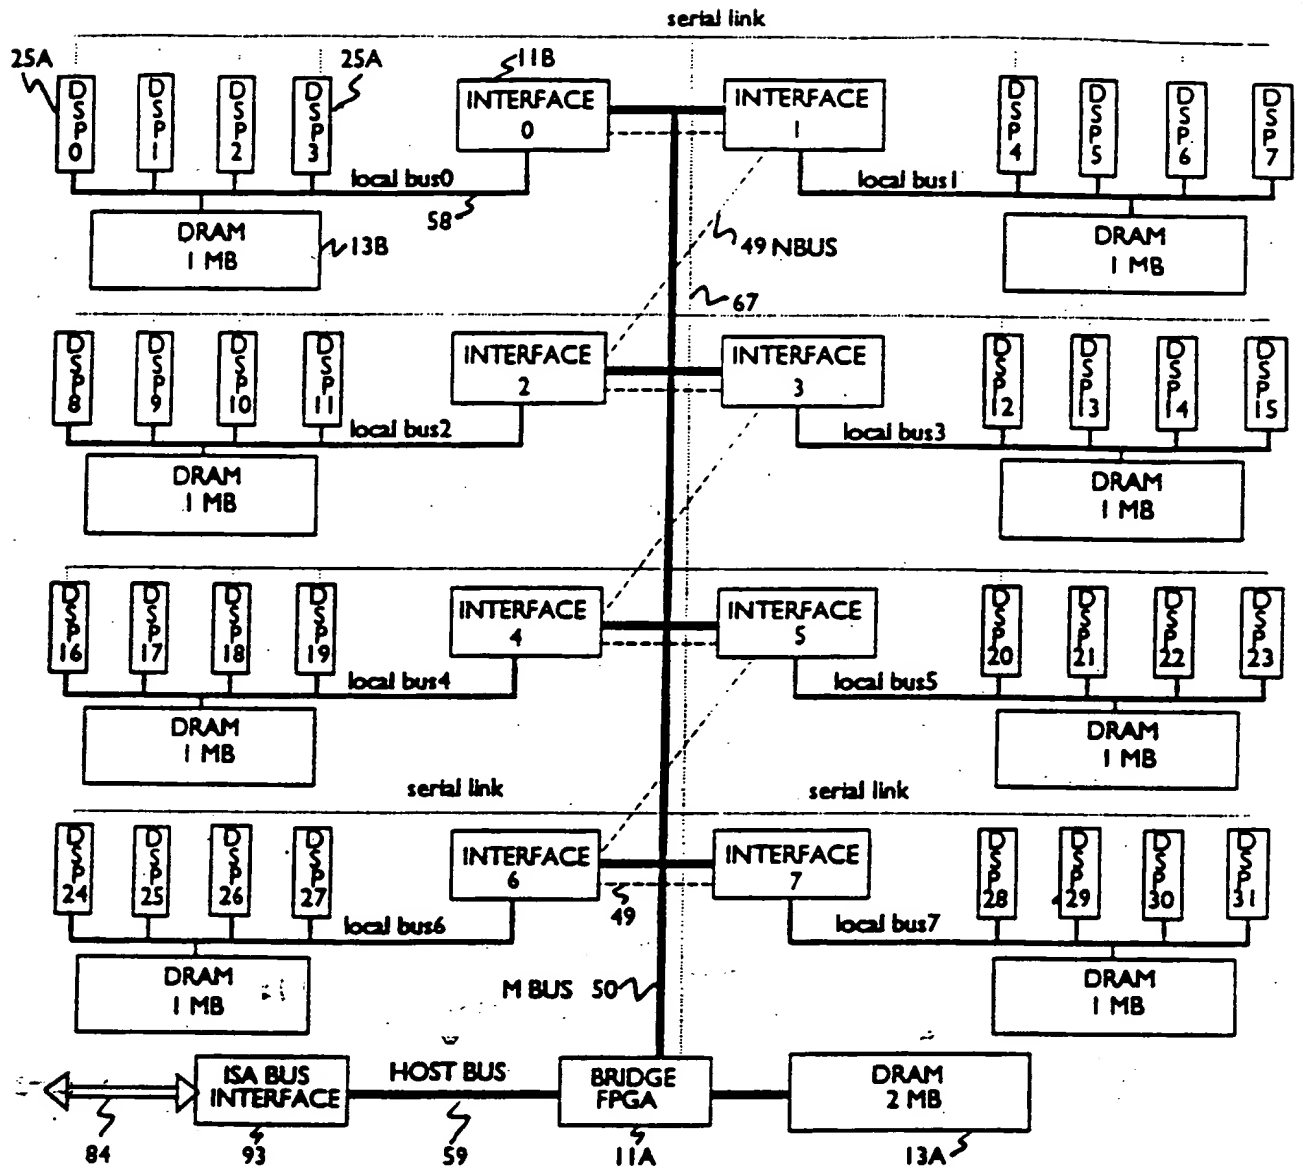 serial link
25A
25A
11B
DSP0
DSP1
DSP2
DSP3
INTERFACE
0
INTERFACE
1
DSP4
DSP5
DSP6
DSP7
local bus0
local bus1
58
DRAM
1 MB
13B
49 NBUS
DRAM
1 MB
67
DSP8
DSP9
DSP10
DSP11
INTERFACE
2
INTERFACE
3
DSP12
DSP13
DSP14
DSP15
local bus2
local bus3
DRAM
1 MB
DRAM
1 MB
DSP16
DSP17
DSP18
DSP19
INTERFACE
4
INTERFACE
5
DSP20
DSP21
DSP22
DSP23
local bus4
local bus5
DRAM
1 MB
DRAM
1 MB
serial link
serial link
DSP24
DSP25
DSP26
DSP27
INTERFACE
6
INTERFACE
7
DSP28
DSP29
DSP30
DSP31
49
local bus6
local bus7
DRAM
1 MB
M BUS 50
DRAM
1 MB
ISA BUS
INTERFACE
HOST BUS
BRIDGE
FPGA
DRAM
2 MB
84
93
59
11A
13A